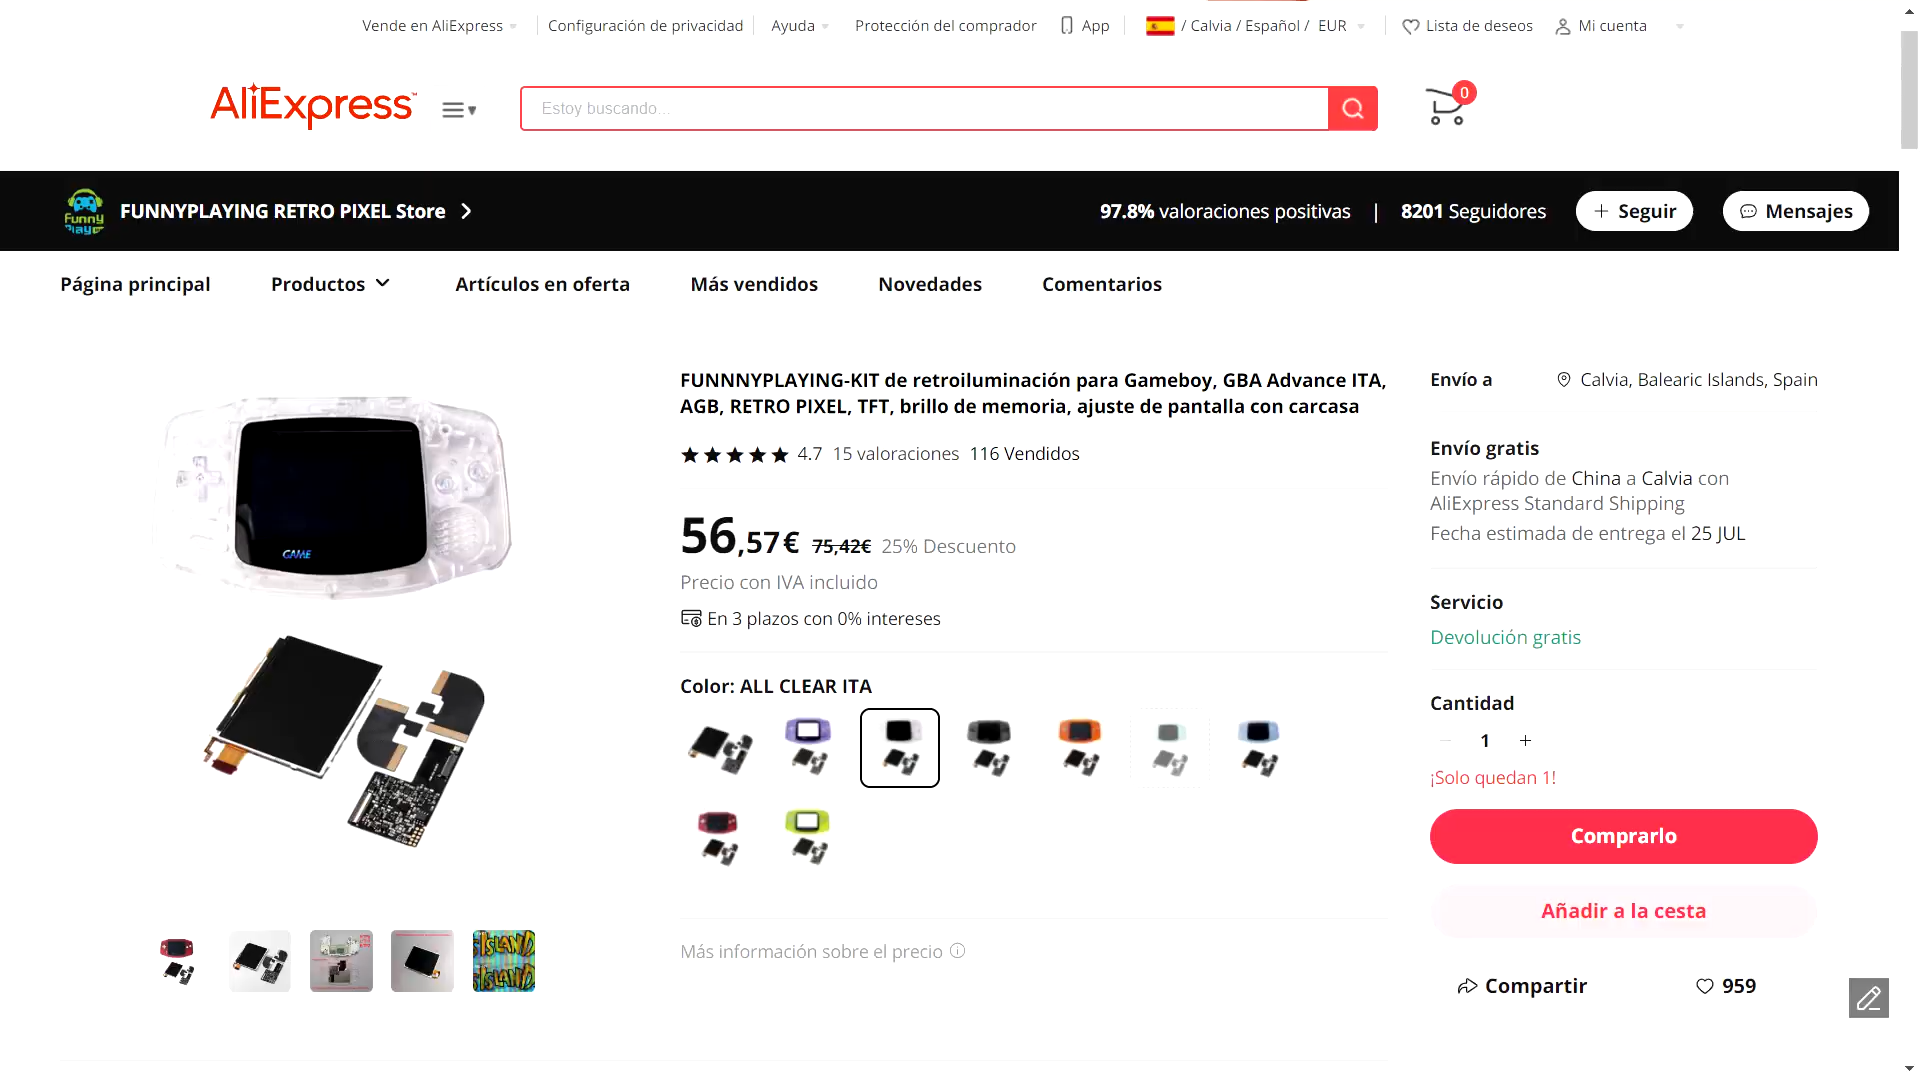 Vende en AliExpress
Configuración de privacidad
Ayuda
Protección del comprador
App
/ Calvia / Español / EUR
Lista de deseos
Mi cuenta
AliExpress™
Estoy buscando...
0
Funny
Play
FUNNYPLAYING RETRO PIXEL Store
97.8% valoraciones positivas | 8201 Seguidores
+ Seguir
Mensajes
Página principal
Productos
Artículos en oferta
Más vendidos
Novedades
Comentarios
GAME
FUNNNYPLAYING-KIT de retroiluminación para Gameboy, GBA Advance ITA,
AGB, RETRO PIXEL, TFT, brillo de memoria, ajuste de pantalla con carcasa
4.7 15 valoraciones 116 Vendidos
56,57€ 75,42€ 25% Descuento
Precio con IVA incluido
En 3 plazos con 0% intereses
Color: ALL CLEAR ITA
Más información sobre el precio
Envío a
Calvia, Balearic Islands, Spain
Envío gratis
Envío rápido de China a Calvia con
AliExpress Standard Shipping
Fecha estimada de entrega el 25 JUL
Servicio
Devolución gratis
Cantidad
1 +
¡Solo quedan 1!
Comprarlo
Añadir a la cesta
Compartir
959
ISLAND
ISLAND